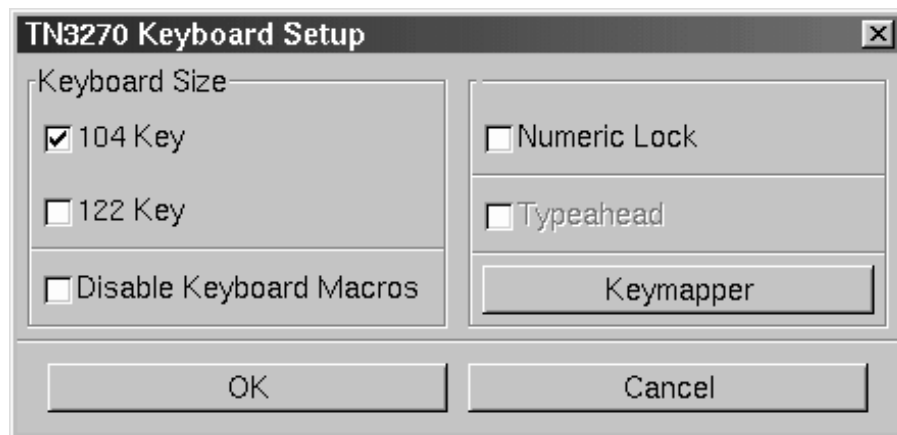 TN3270 Keyboard Setup
Keyboard Size
104 Key
122 Key
Disable Keyboard Macros
Numeric Lock
Typeahead
Keymapper
OK
Cancel